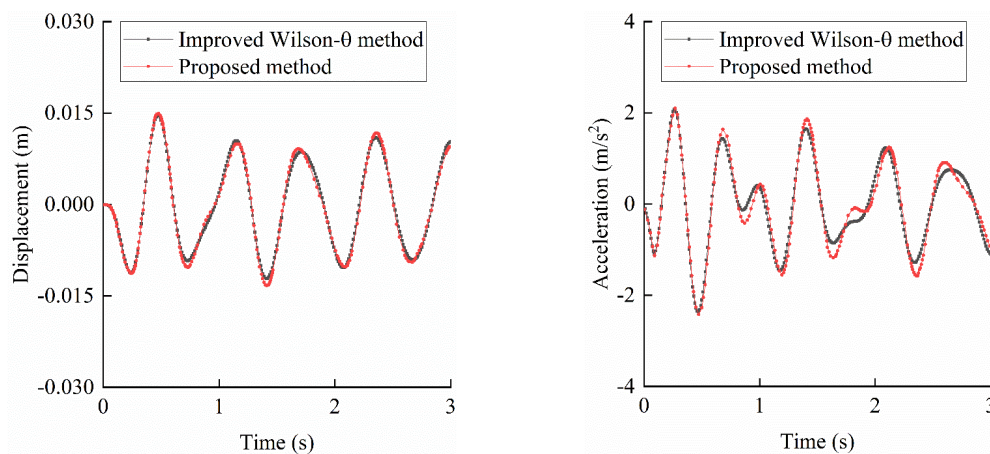 0.030
0.015
0.000
-0.015
-0.030
Displacement (m)
Improved Wilson-θ method
Proposed method
0 1 2 3
Time (s)
4
2
0
-2
-4
Acceleration (m/s²)
Improved Wilson-θ method
Proposed method
0 1 2 3
Time (s)